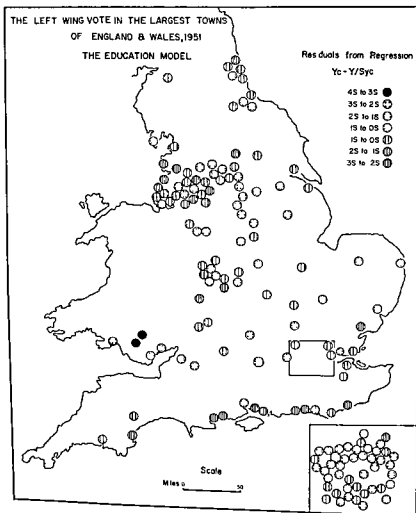 THE LEFT WING VOTE IN THE LARGEST TOWNS
OF ENGLAND & WALES, 1951
THE EDUCATION MODEL
Residuals from Regression
Yc - Y/Syc
4S to 3S
3S to 2S
2S to 1S
1S to 0S
1S to 0S
2S to 1S
3S to 2S
Scale
Miles 0 50